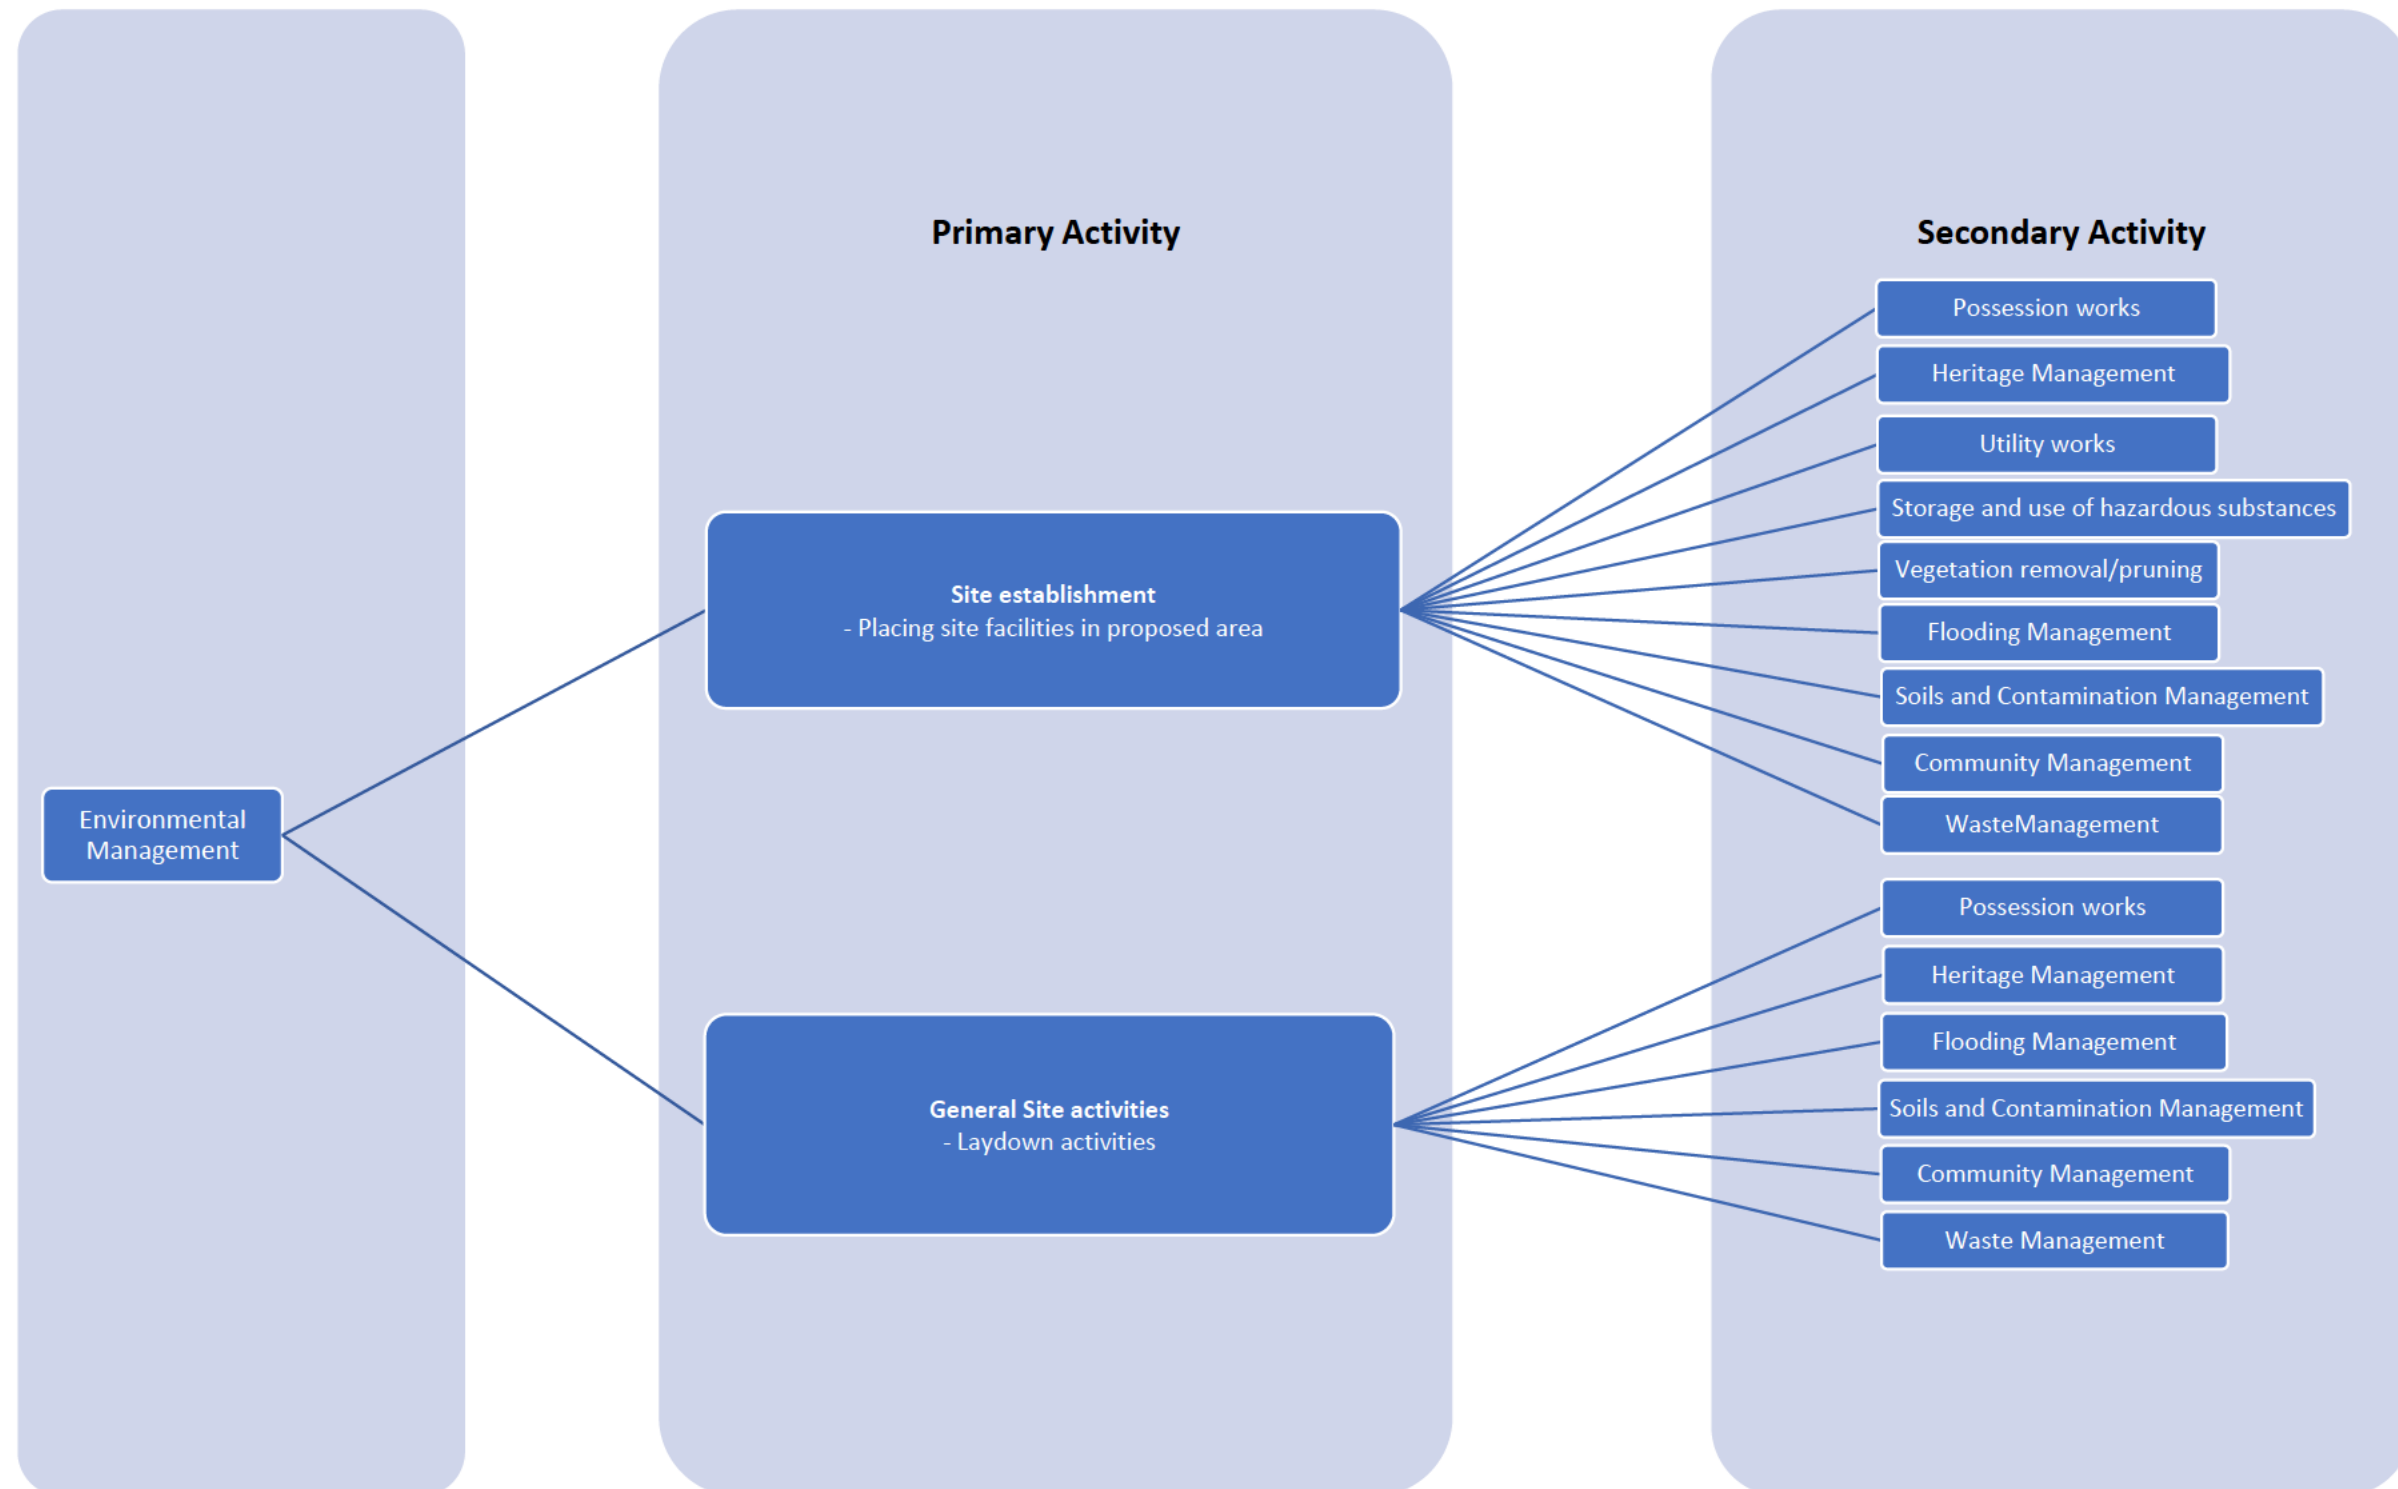 Environmental
Management
Primary Activity
Site establishment
- Placing site facilities in proposed area
General Site activities
- Laydown activities
Secondary Activity
Possession works
Heritage Management
Utility works
Storage and use of hazardous substances
Vegetation removal/pruning
Flooding Management
Soils and Contamination Management
Community Management
WasteManagement
Possession works
Heritage Management
Flooding Management
Soils and Contamination Management
Community Management
Waste Management